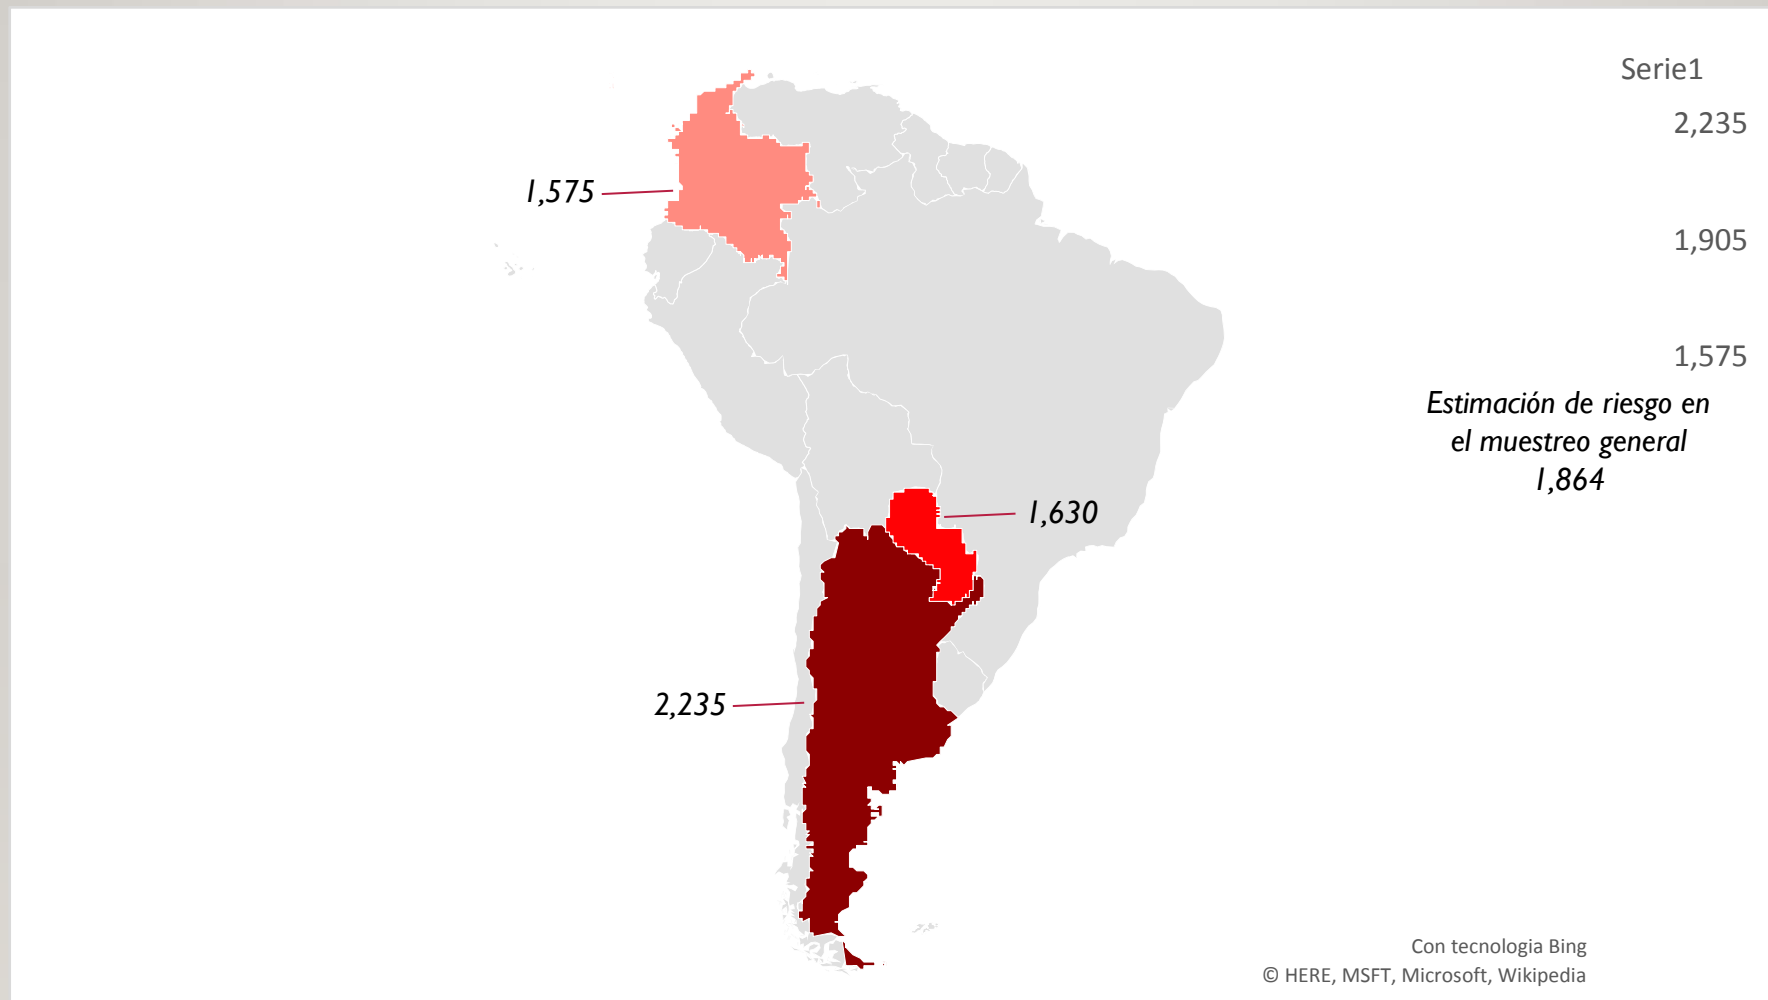 Serie1
2,235
1,905
1,575
1,575
Estimación de riesgo en
el muestreo general
1,864
1,630
2,235
Con tecnologia Bing
© HERE, MSFT, Microsoft, Wikipedia